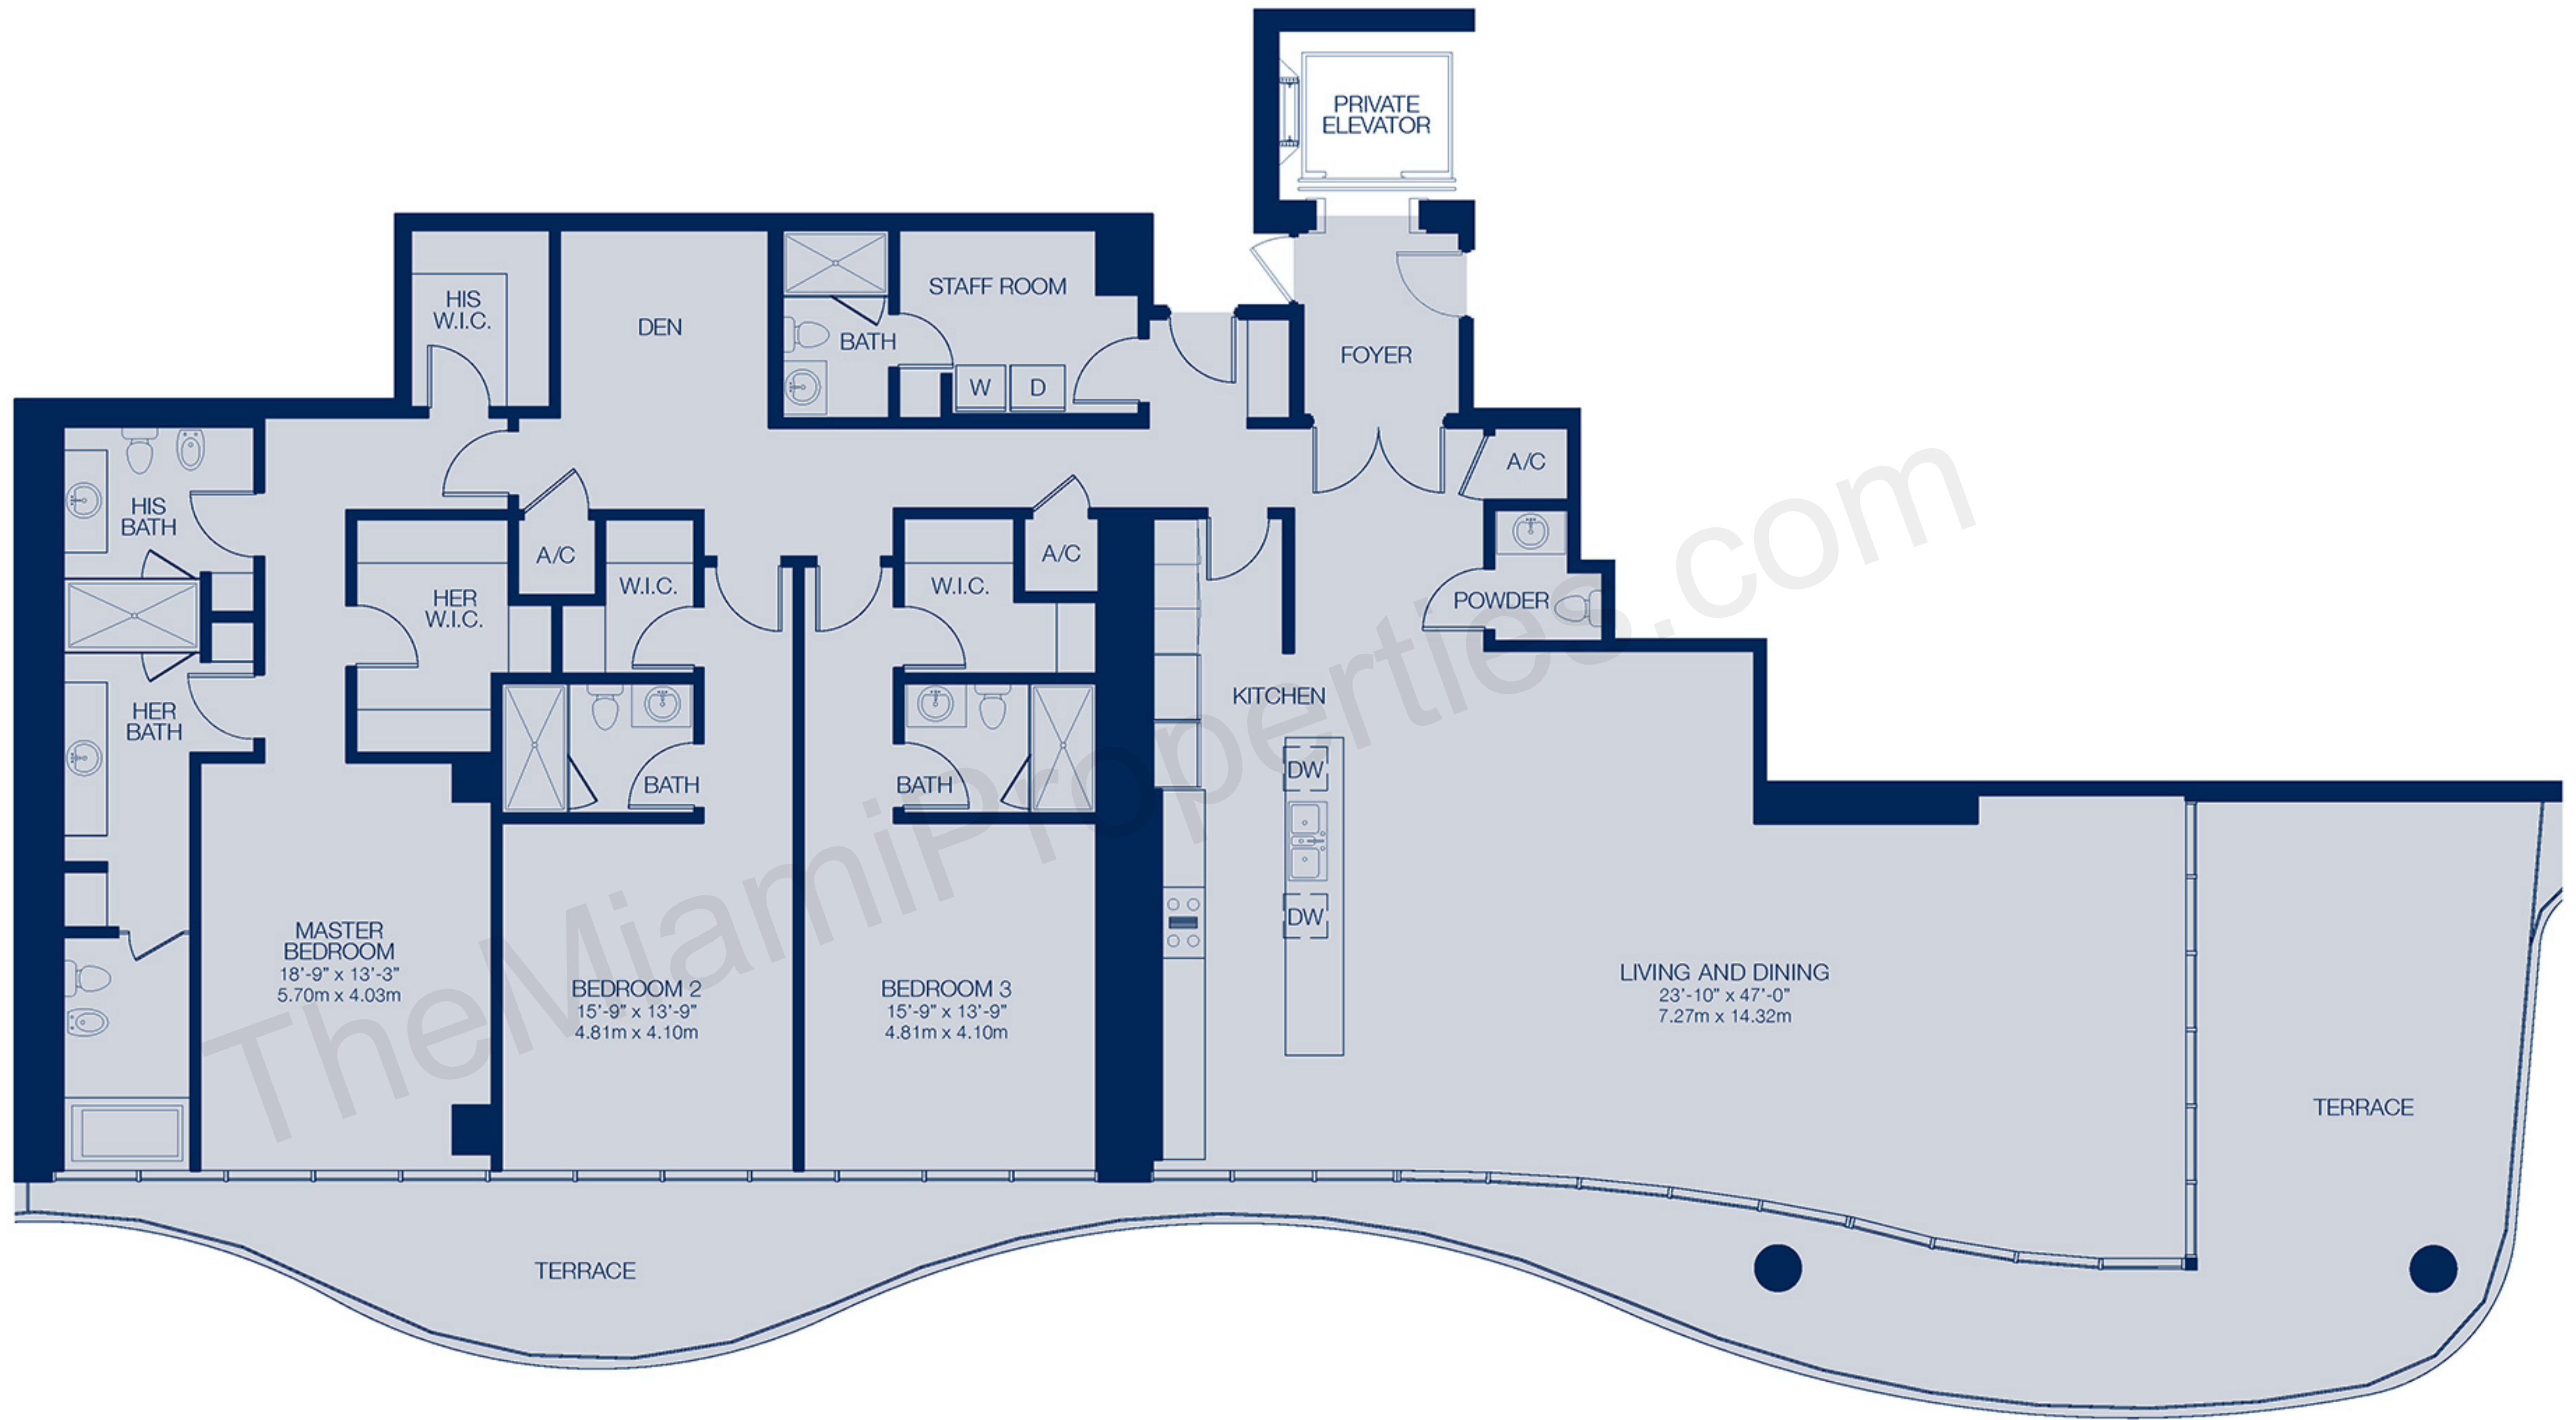 PRIVATE
ELEVATOR
HIS
W.I.C.
DEN
BATH
STAFF ROOM
W
D
FOYER
A/C
HIS
BATH
A/C
W.I.C.
W.I.C.
A/C
HER
W.I.C.
POWDER
HER
BATH
KITCHEN
BATH
BATH
DW
DW
MASTER
BEDROOM
18'-9" x 13'-3"
5.70m x 4.03m
BEDROOM 2
15'-9" x 13'-9"
4.81m x 4.10m
BEDROOM 3
15'-9" x 13'-9"
4.81m x 4.10m
LIVING AND DINING
23'-10" x 47'-0"
7.27m x 14.32m
TERRACE
TERRACE
TheMiamiProperties.com